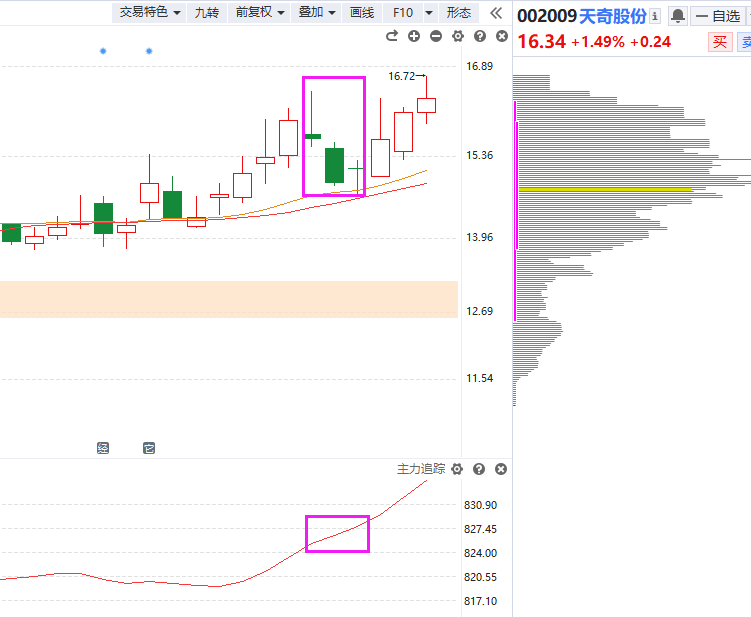 交易特色 九转 前复权 叠加 画线 F10 形态
002009 天奇股份 i 自选
16.34 +1.49% +0.24 买 卖
16.89
16.72
15.36
13.96
12.69
11.54
经 它
主力追踪
830.90
827.45
824.00
820.55
817.10